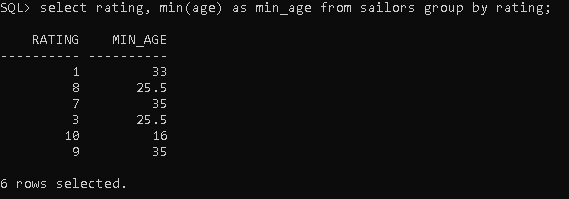 SQL> select rating, min(age) as min_age from sailors group by rating;
RATING MIN_AGE
---------- ----------
1 33
8 25.5
7 35
3 25.5
10 16
9 35
6 rows selected.